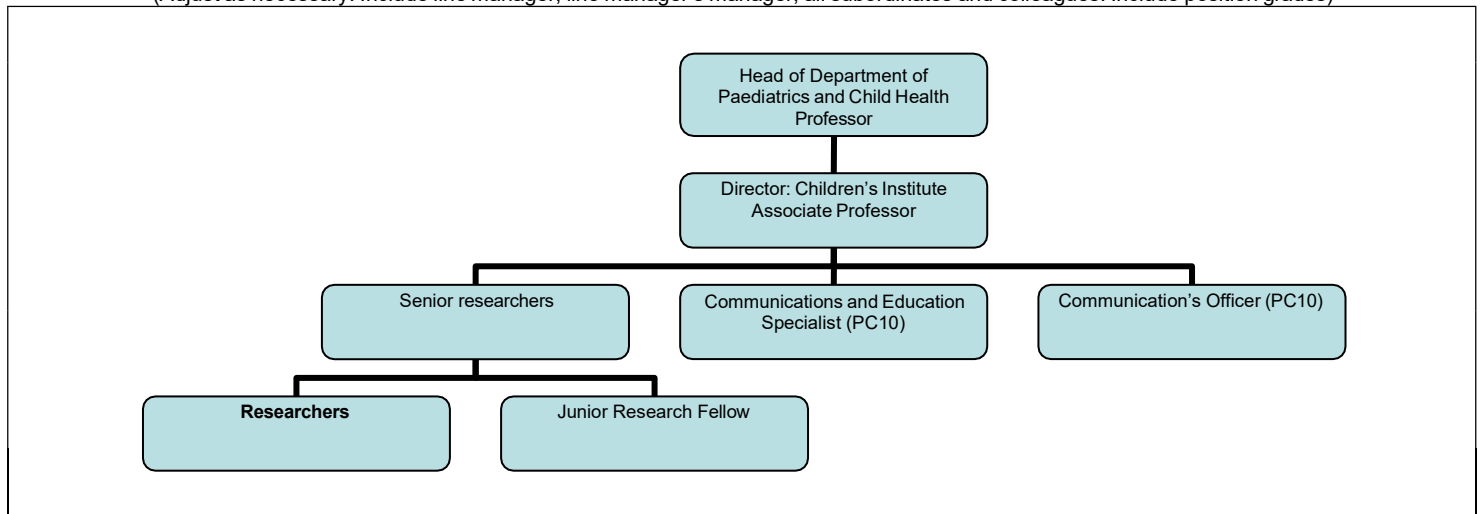 Head of Department of
Paediatrics and Child Health
Professor
Director: Children's Institute
Associate Professor
Senior researchers
Communications and Education
Specialist (PC10)
Communication's Officer (PC10)
Researchers
Junior Research Fellow